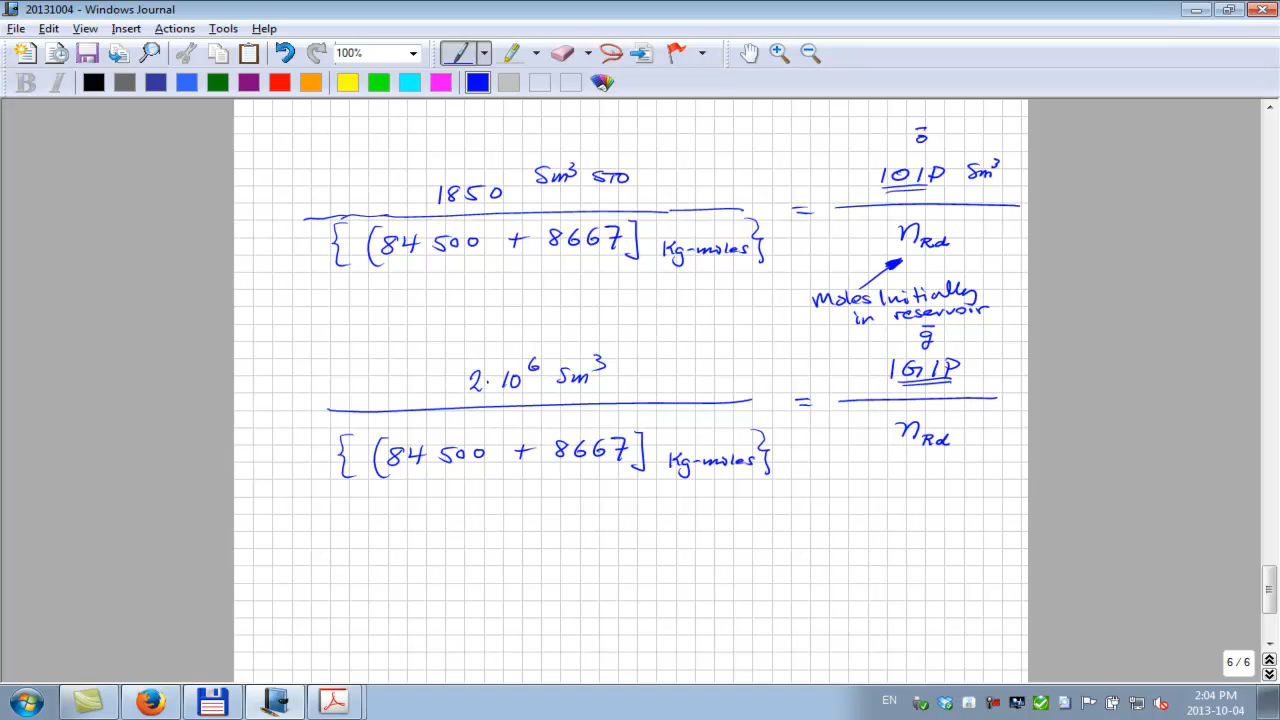 20131004 - Windows Journal
File Edit View Insert Actions Tools Help
100%
B I
ō
1850 Sm³ STO = IOIP Sm³
{[(84 500 + 8667] Kg-moles} n_Rd
Moles Initially
in reservoir
ḡ
2·10⁶ Sm³ = IGIP
{[(84 500 + 8667] Kg-moles} n_Rd
6 / 6
EN
2:04 PM
2013-10-04